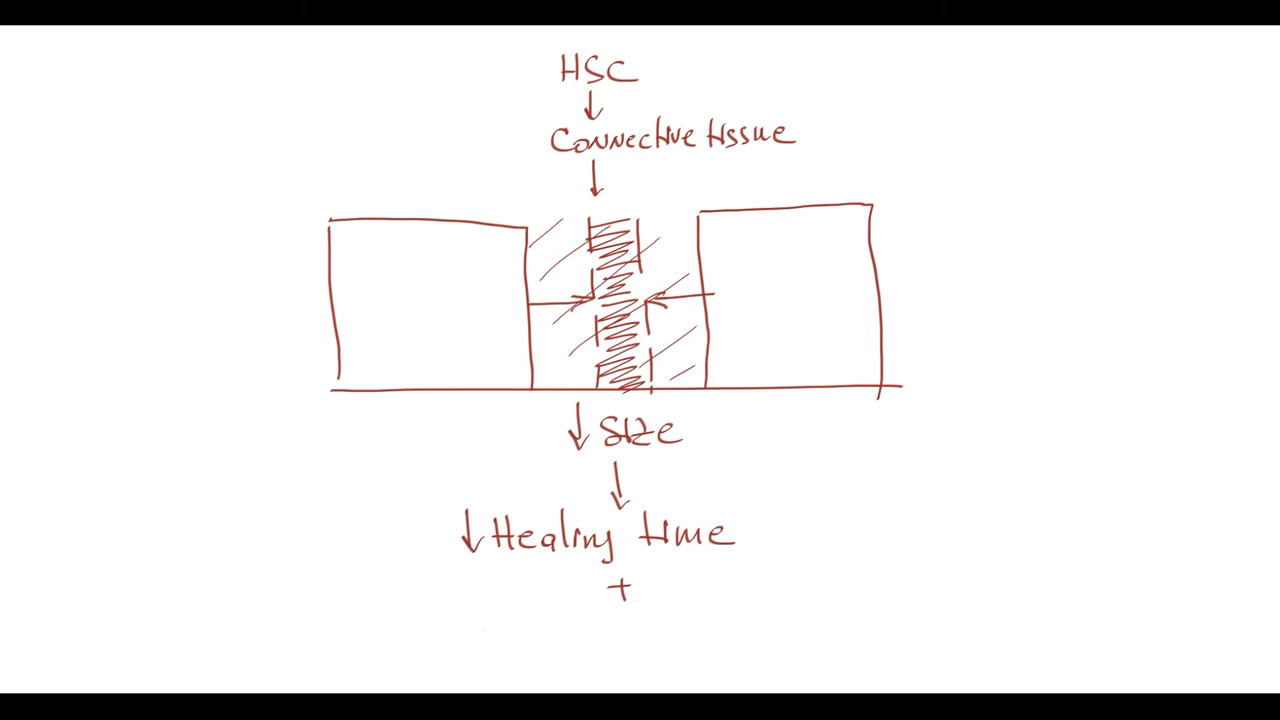 HSC
↓
Connective tissue
↓
↓ Size
↓
↓ Healing time
+